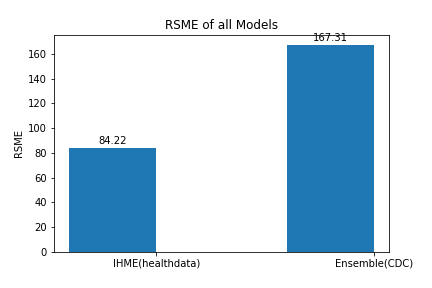 RSME of all Models
RSME
160
140
120
100
80
60
40
20
0
84.22
167.31
IHME(healthdata)
Ensemble(CDC)